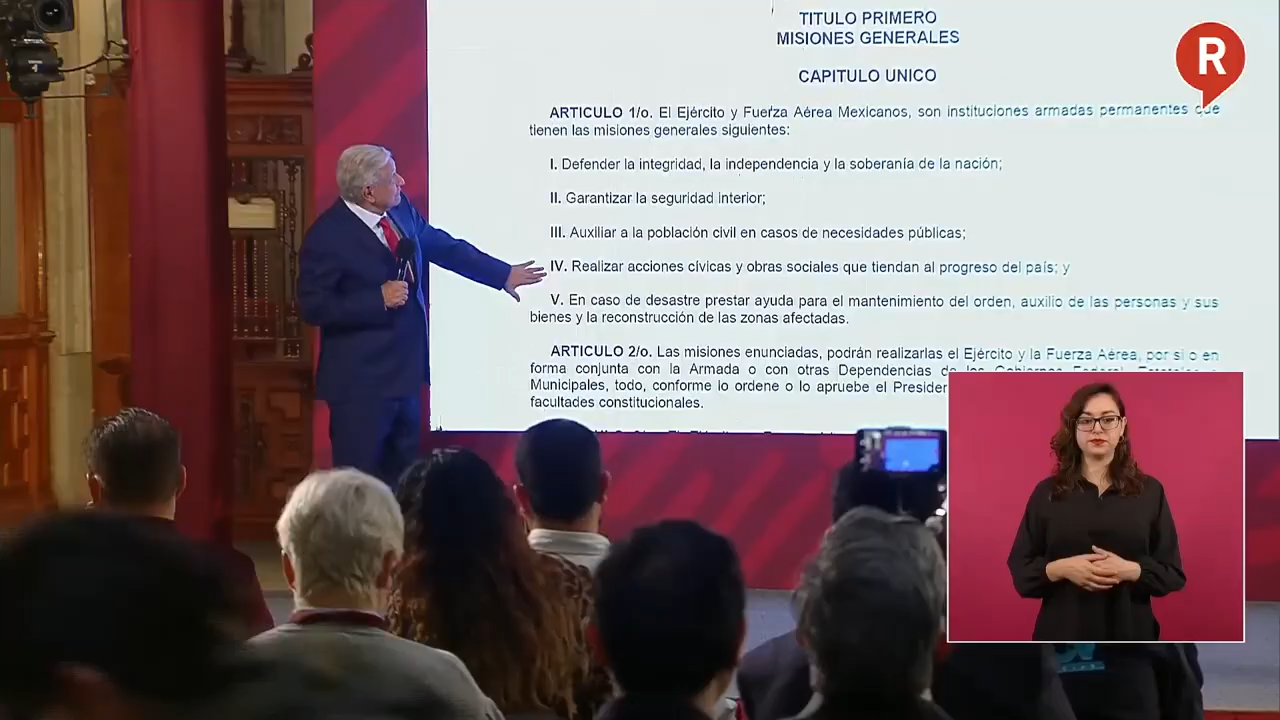 TITULO PRIMERO
MISIONES GENERALES
R
CAPITULO UNICO
ARTICULO 1/o. El Ejército y Fuerza Aérea Mexicanos, son instituciones armadas permanentes que
tienen las misiones generales siguientes:
I. Defender la integridad, la independencia y la soberanía de la nación;
II. Garantizar la seguridad interior;
III. Auxiliar a la población civil en casos de necesidades públicas;
IV. Realizar acciones cívicas y obras sociales que tiendan al progreso del país; y
V. En caso de desastre prestar ayuda para el mantenimiento del orden, auxilio de las personas y sus
bienes y la reconstrucción de las zonas afectadas.
ARTICULO 2/o. Las misiones enunciadas, podrán realizarlas el Ejército y la Fuerza Aérea, por si o en
forma conjunta con la Armada o con otras Dependencias de los Gobiernos Federal, Estatales o
Municipales, todo, conforme lo ordene o lo apruebe el
facultades constitucionales.